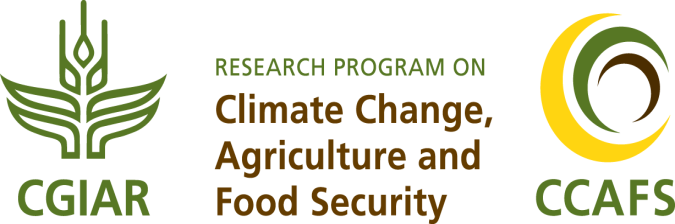 CGIAR
RESEARCH PROGRAM ON
Climate Change,
Agriculture and
Food Security
CCAFS